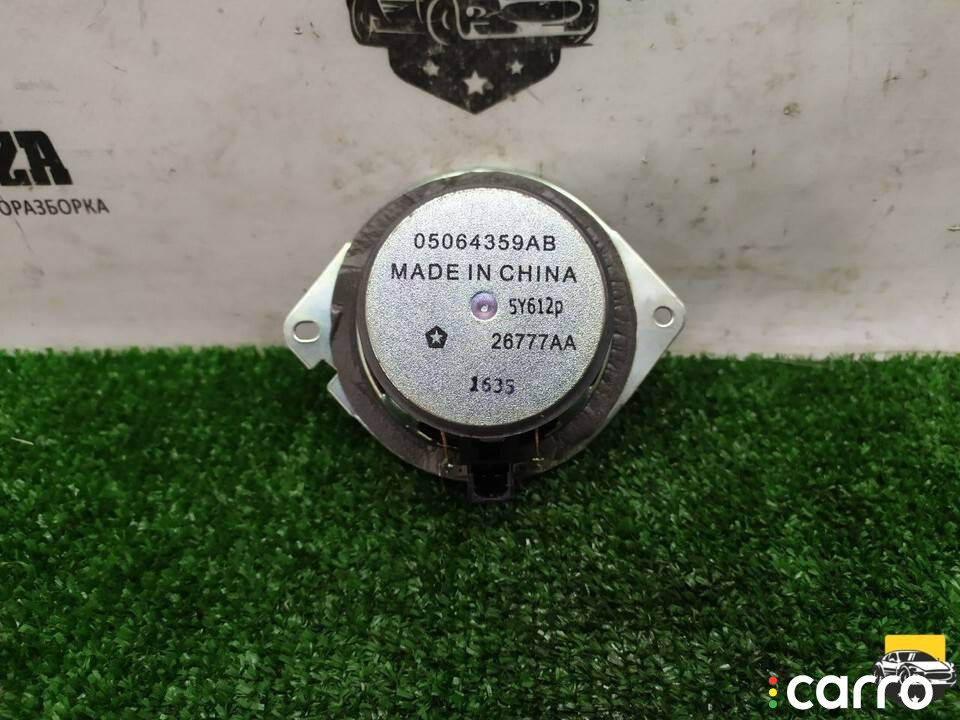 ZA
ОРАЗБОРКА
05064359AB
MADE IN CHINA
5Y612p
26777AA
1635
carro